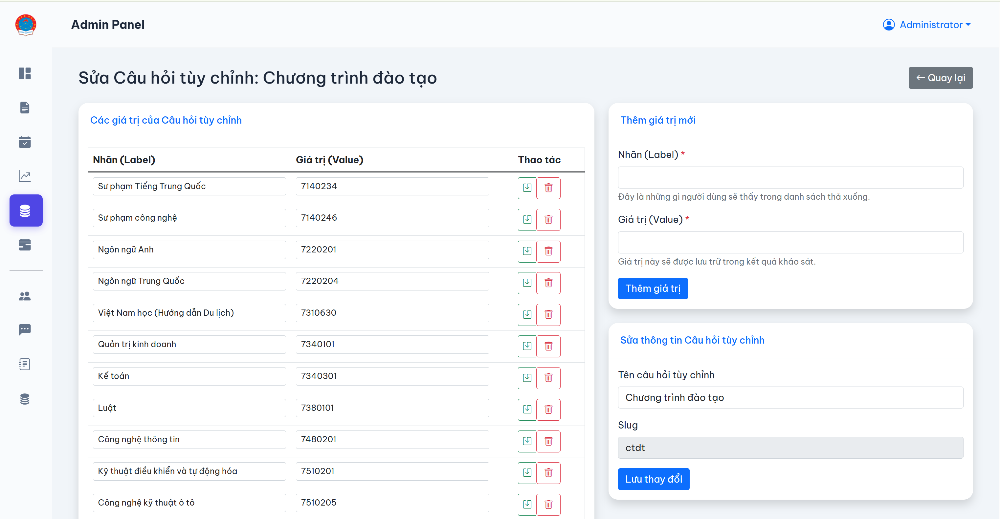 Admin Panel
Administrator
Sửa Câu hỏi tùy chỉnh: Chương trình đào tạo
← Quay lại
Các giá trị của Câu hỏi tùy chỉnh
Nhãn (Label)
Giá trị (Value)
Thao tác
Sư phạm Tiếng Trung Quốc
7140234
Sư phạm công nghệ
7140246
Ngôn ngữ Anh
7220201
Ngôn ngữ Trung Quốc
7220204
Việt Nam học (Hướng dẫn Du lịch)
7310630
Quản trị kinh doanh
7340101
Kế toán
7340301
Luật
7380101
Công nghệ thông tin
7480201
Kỹ thuật điều khiển và tự động hóa
7510201
Công nghệ kỹ thuật ô tô
7510205
Thêm giá trị mới
Nhãn (Label) *
Đây là những gì người dùng sẽ thấy trong danh sách thả xuống.
Giá trị (Value) *
Giá trị này sẽ được lưu trữ trong kết quả khảo sát.
Thêm giá trị
Sửa thông tin Câu hỏi tùy chỉnh
Tên câu hỏi tùy chỉnh
Chương trình đào tạo
Slug
ctdt
Lưu thay đổi